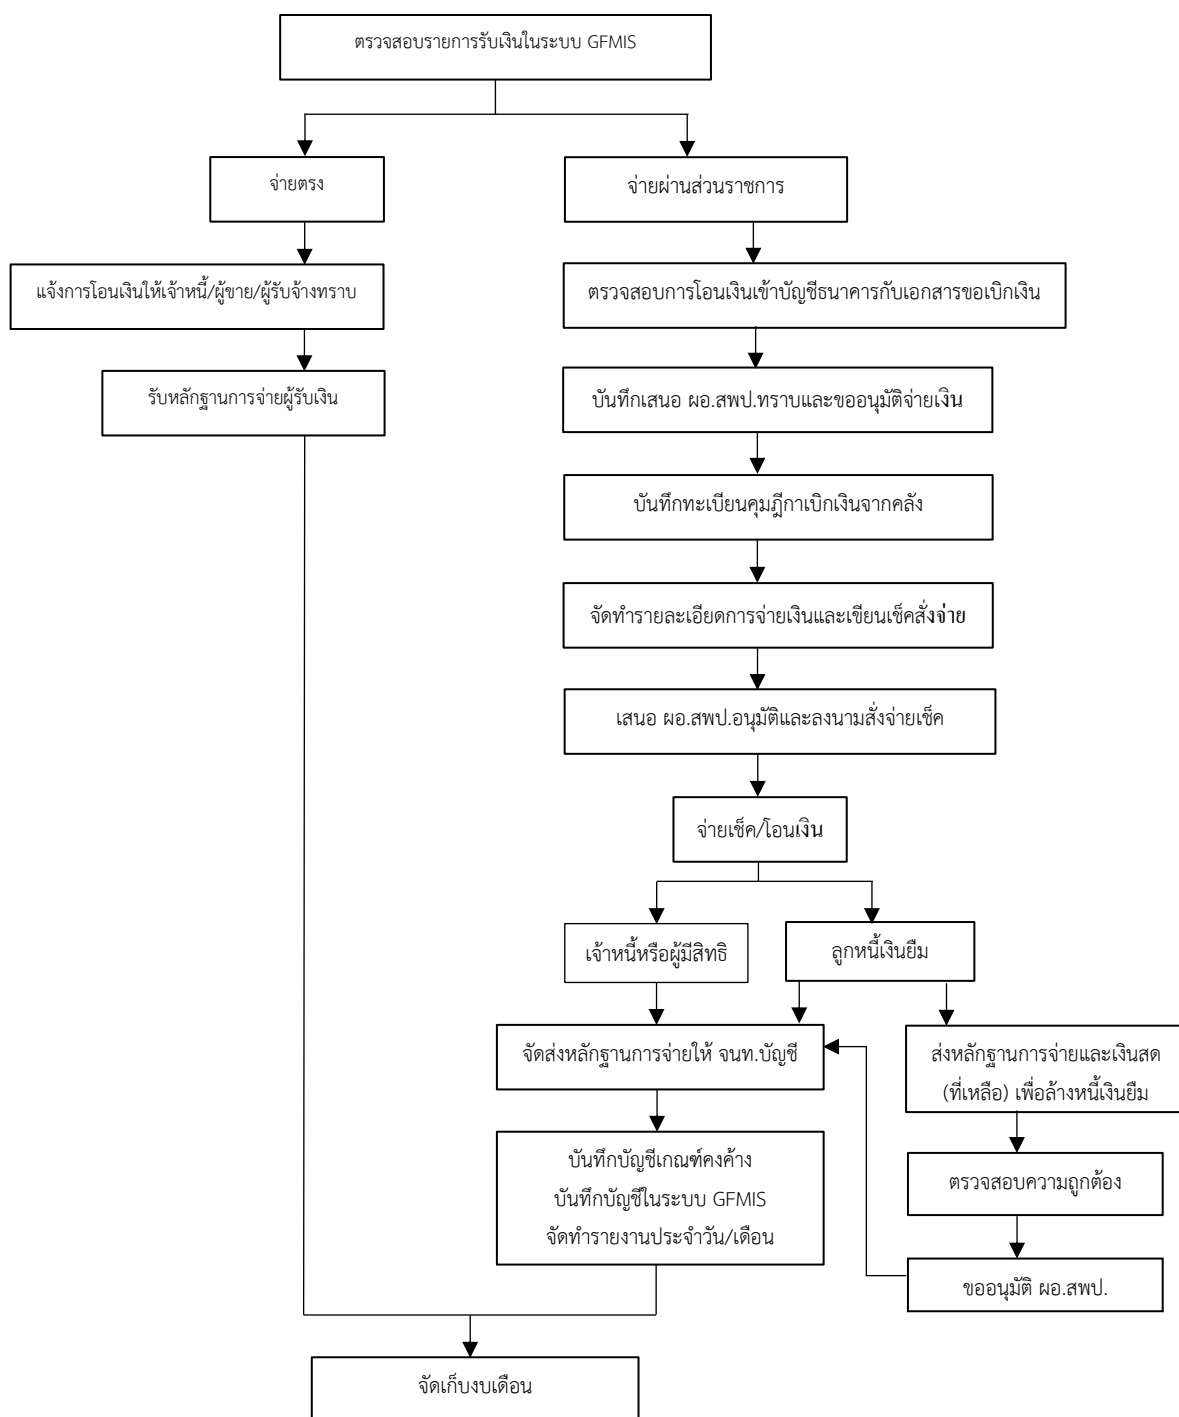 ตรวจสอบรายการรับเงินในระบบ GFMIS
จ่ายตรง
จ่ายผ่านส่วนราชการ
แจ้งการโอนเงินให้เจ้าหนี้/ผู้ขาย/ผู้รับจ้างทราบ
ตรวจสอบการโอนเงินเข้าบัญชีธนาคารกับเอกสารขอเบิกเงิน
รับหลักฐานการจ่ายผู้รับเงิน
บันทึกเสนอ ผอ.สพป.ทราบและขออนุมัติจ่ายเงิน
บันทึกทะเบียนคุมฎีกาเบิกเงินจากคลัง
จัดทำรายละเอียดการจ่ายเงินและเขียนเช็คสั่งจ่าย
เสนอ ผอ.สพป.อนุมัติและลงนามสั่งจ่ายเช็ค
จ่ายเช็ค/โอนเงิน
เจ้าหนี้หรือผู้มีสิทธิ
ลูกหนี้เงินยืม
จัดส่งหลักฐานการจ่ายให้ จนท.บัญชี
ส่งหลักฐานการจ่ายและเงินสด
(ที่เหลือ) เพื่อล้างหนี้เงินยืม
บันทึกบัญชีเกณฑ์คงค้าง
บันทึกบัญชีในระบบ GFMIS
จัดทำรายงานประจำวัน/เดือน
ตรวจสอบความถูกต้อง
ขออนุมัติ ผอ.สพป.
จัดเก็บงบเดือน